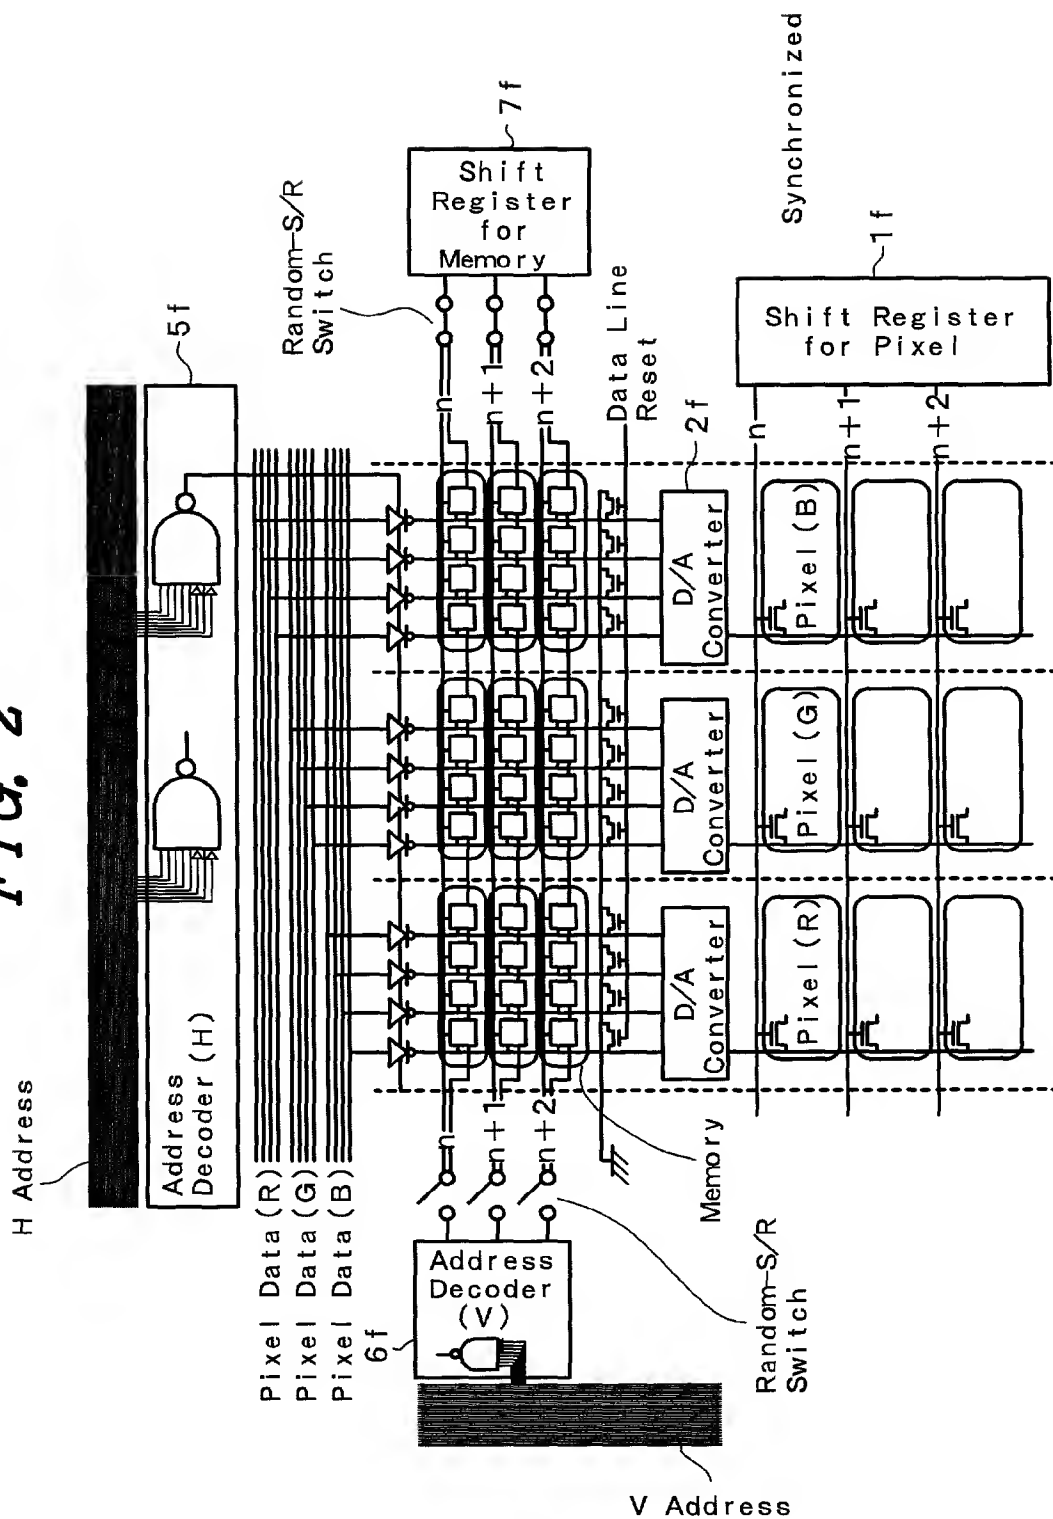 FIG. 2
H Address
5f
Address
Decoder(H)
Pixel Data(R)
Pixel Data(G)
Pixel Data(B)
Random-S/R
Switch
7f
Shift
Register
for
Memory
n
n+1
n+2
n
n+1
n+2
6f
Address
Decoder
(V)
V Address
Random-S/R
Switch
Memory
Data Line
Reset
2f
D/A
Converter
D/A
Converter
D/A
Converter
Synchronized
1f
Shift Register
for Pixel
n
n+1
n+2
Pixel(R)
Pixel(G)
Pixel(B)